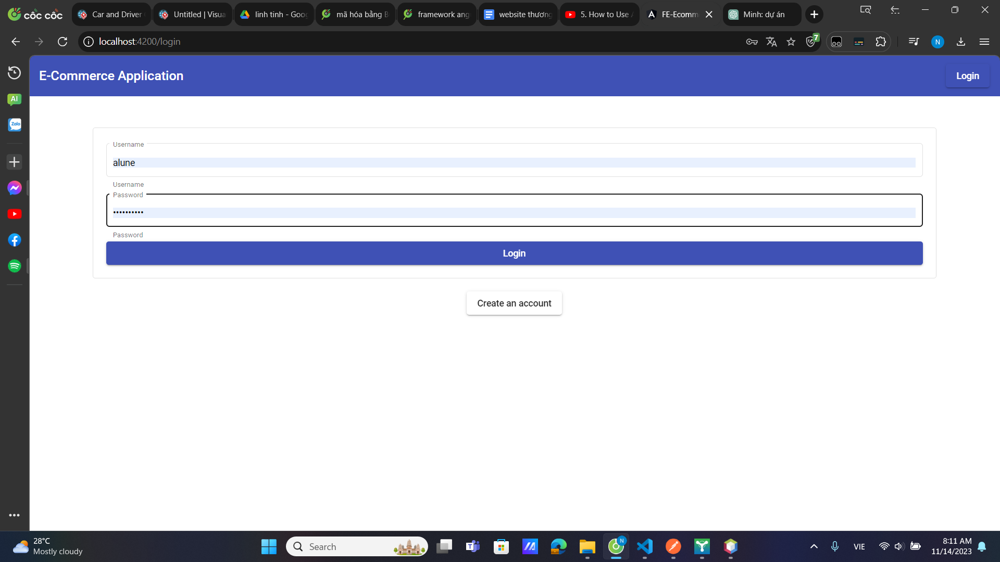 cốc cốc
Car and Driver
Untitled | Visua
linh tinh - Goog
mã hóa bằng B
framework ang
website thương
5. How to Use
FE-Ecomm
Minh: dự án
localhost:4200/login
7
N
E-Commerce Application
Login
AI
Zalo
Username
alune
Username
Password
••••••••••
Password
Login
Create an account
28°C
Mostly cloudy
Search
N
VIE
8:11 AM
11/14/2023